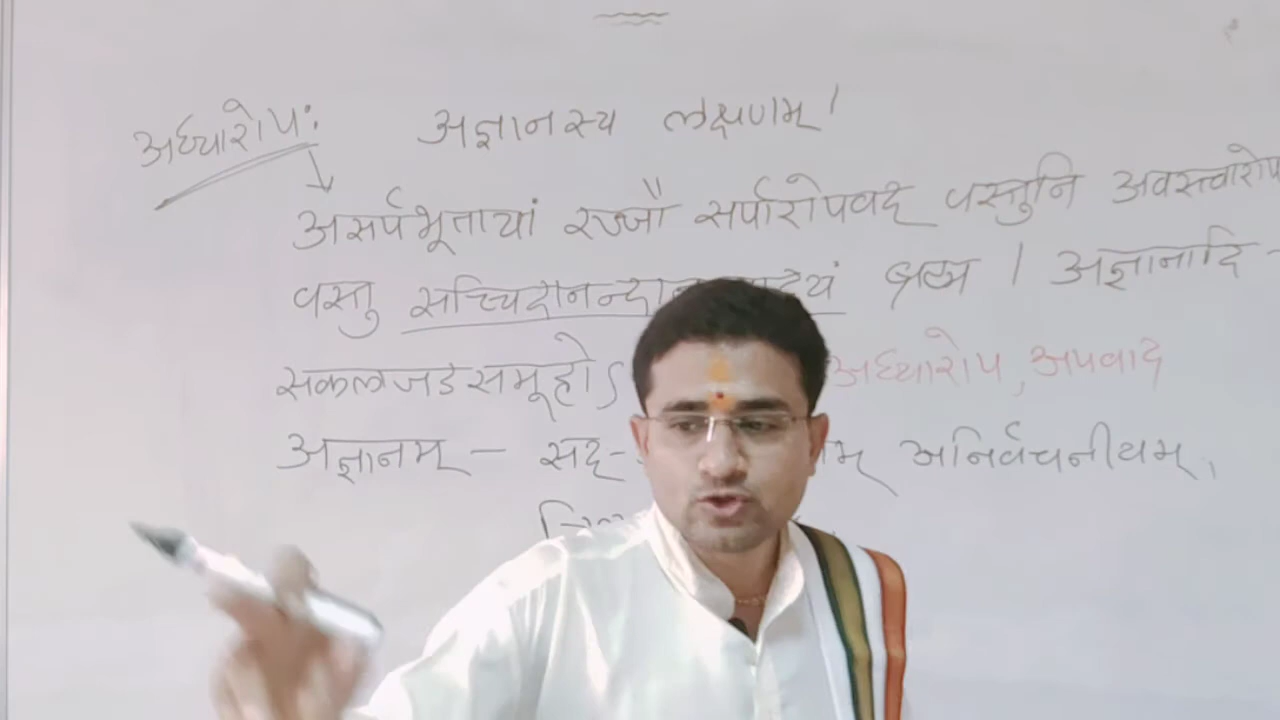 अध्यारोपः अज्ञानस्य लक्षणम् ।
असर्पभूतायां रज्जौ सर्पारोपवद् वस्तुनि अवस्त्वारोप
वस्तु सच्चिदानन्दा द्वयं ब्रह्म । अज्ञानादि -
सकलजडसमूहोऽ अध्यारोप, अपवाद
अज्ञानम् - सद् - म् अनिर्वचनीयम्,